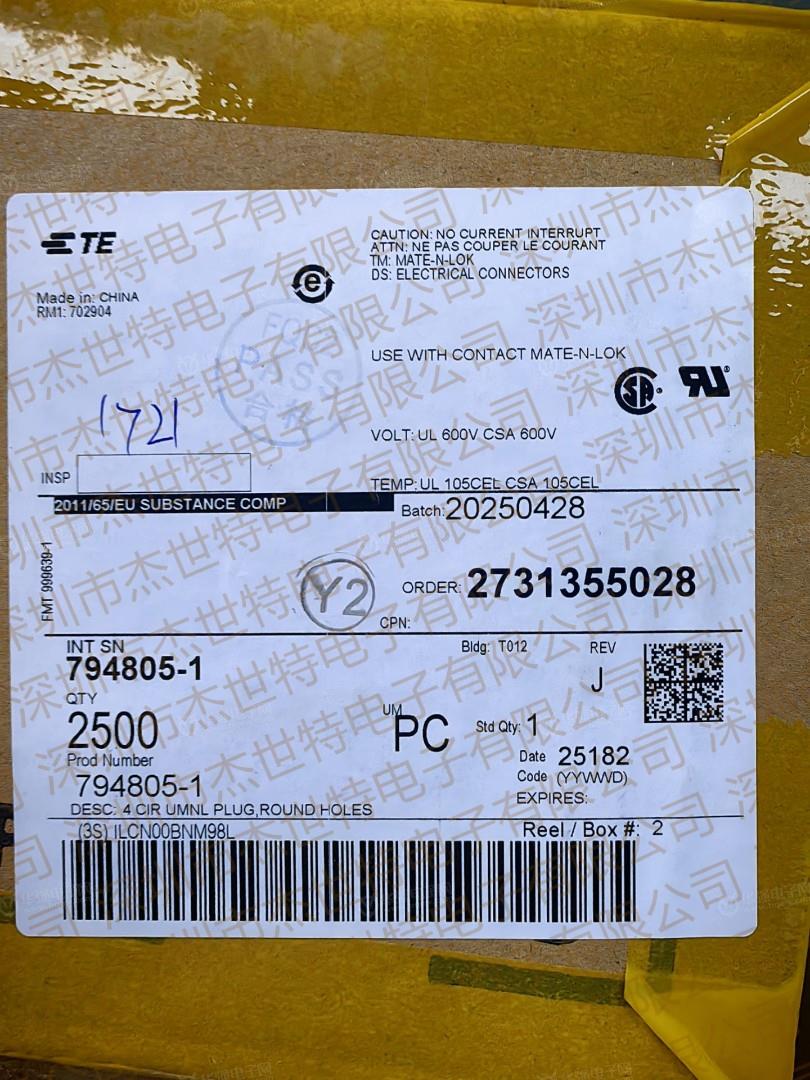 TE
CAUTION: NO CURRENT INTERRUPT
ATTN: NE PAS COUPER LE COURANT
TM: MATE-N-LOK
DS: ELECTRICAL CONNECTORS
e
Made in: CHINA
RM1: 702904
USE WITH CONTACT MATE-N-LOK
PASS
合格
1721
VOLT: UL 600V CSA 600V
INSP
TEMP: UL 105CEL CSA 105CEL
2011/65/EU SUBSTANCE COMP
Batch: 20250428
FMT 999639-1
Y2
ORDER: 2731355028
CPN:
INT SN
794805-1
Bldg: T012
REV
J
QTY
2500
UM
PC
Std Qty: 1
Prod Number
794805-1
Date Code 25182 (YYWWD)
EXPIRES:
DESC: 4 CIR UMNL PLUG,ROUND HOLES
(3S) ILCN00BNM98L
Reel / Box #: 2
深圳市杰世特电子有限公司